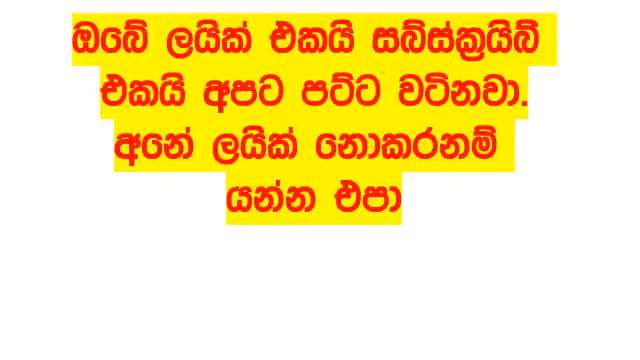 ඔබේ ලයික් එකයි සබ්ස්ක්‍රයිබ්
එකයි අපට පට්ට වටිනවා.
අනේ ලයික් නොකරනම්
යන්න එපා